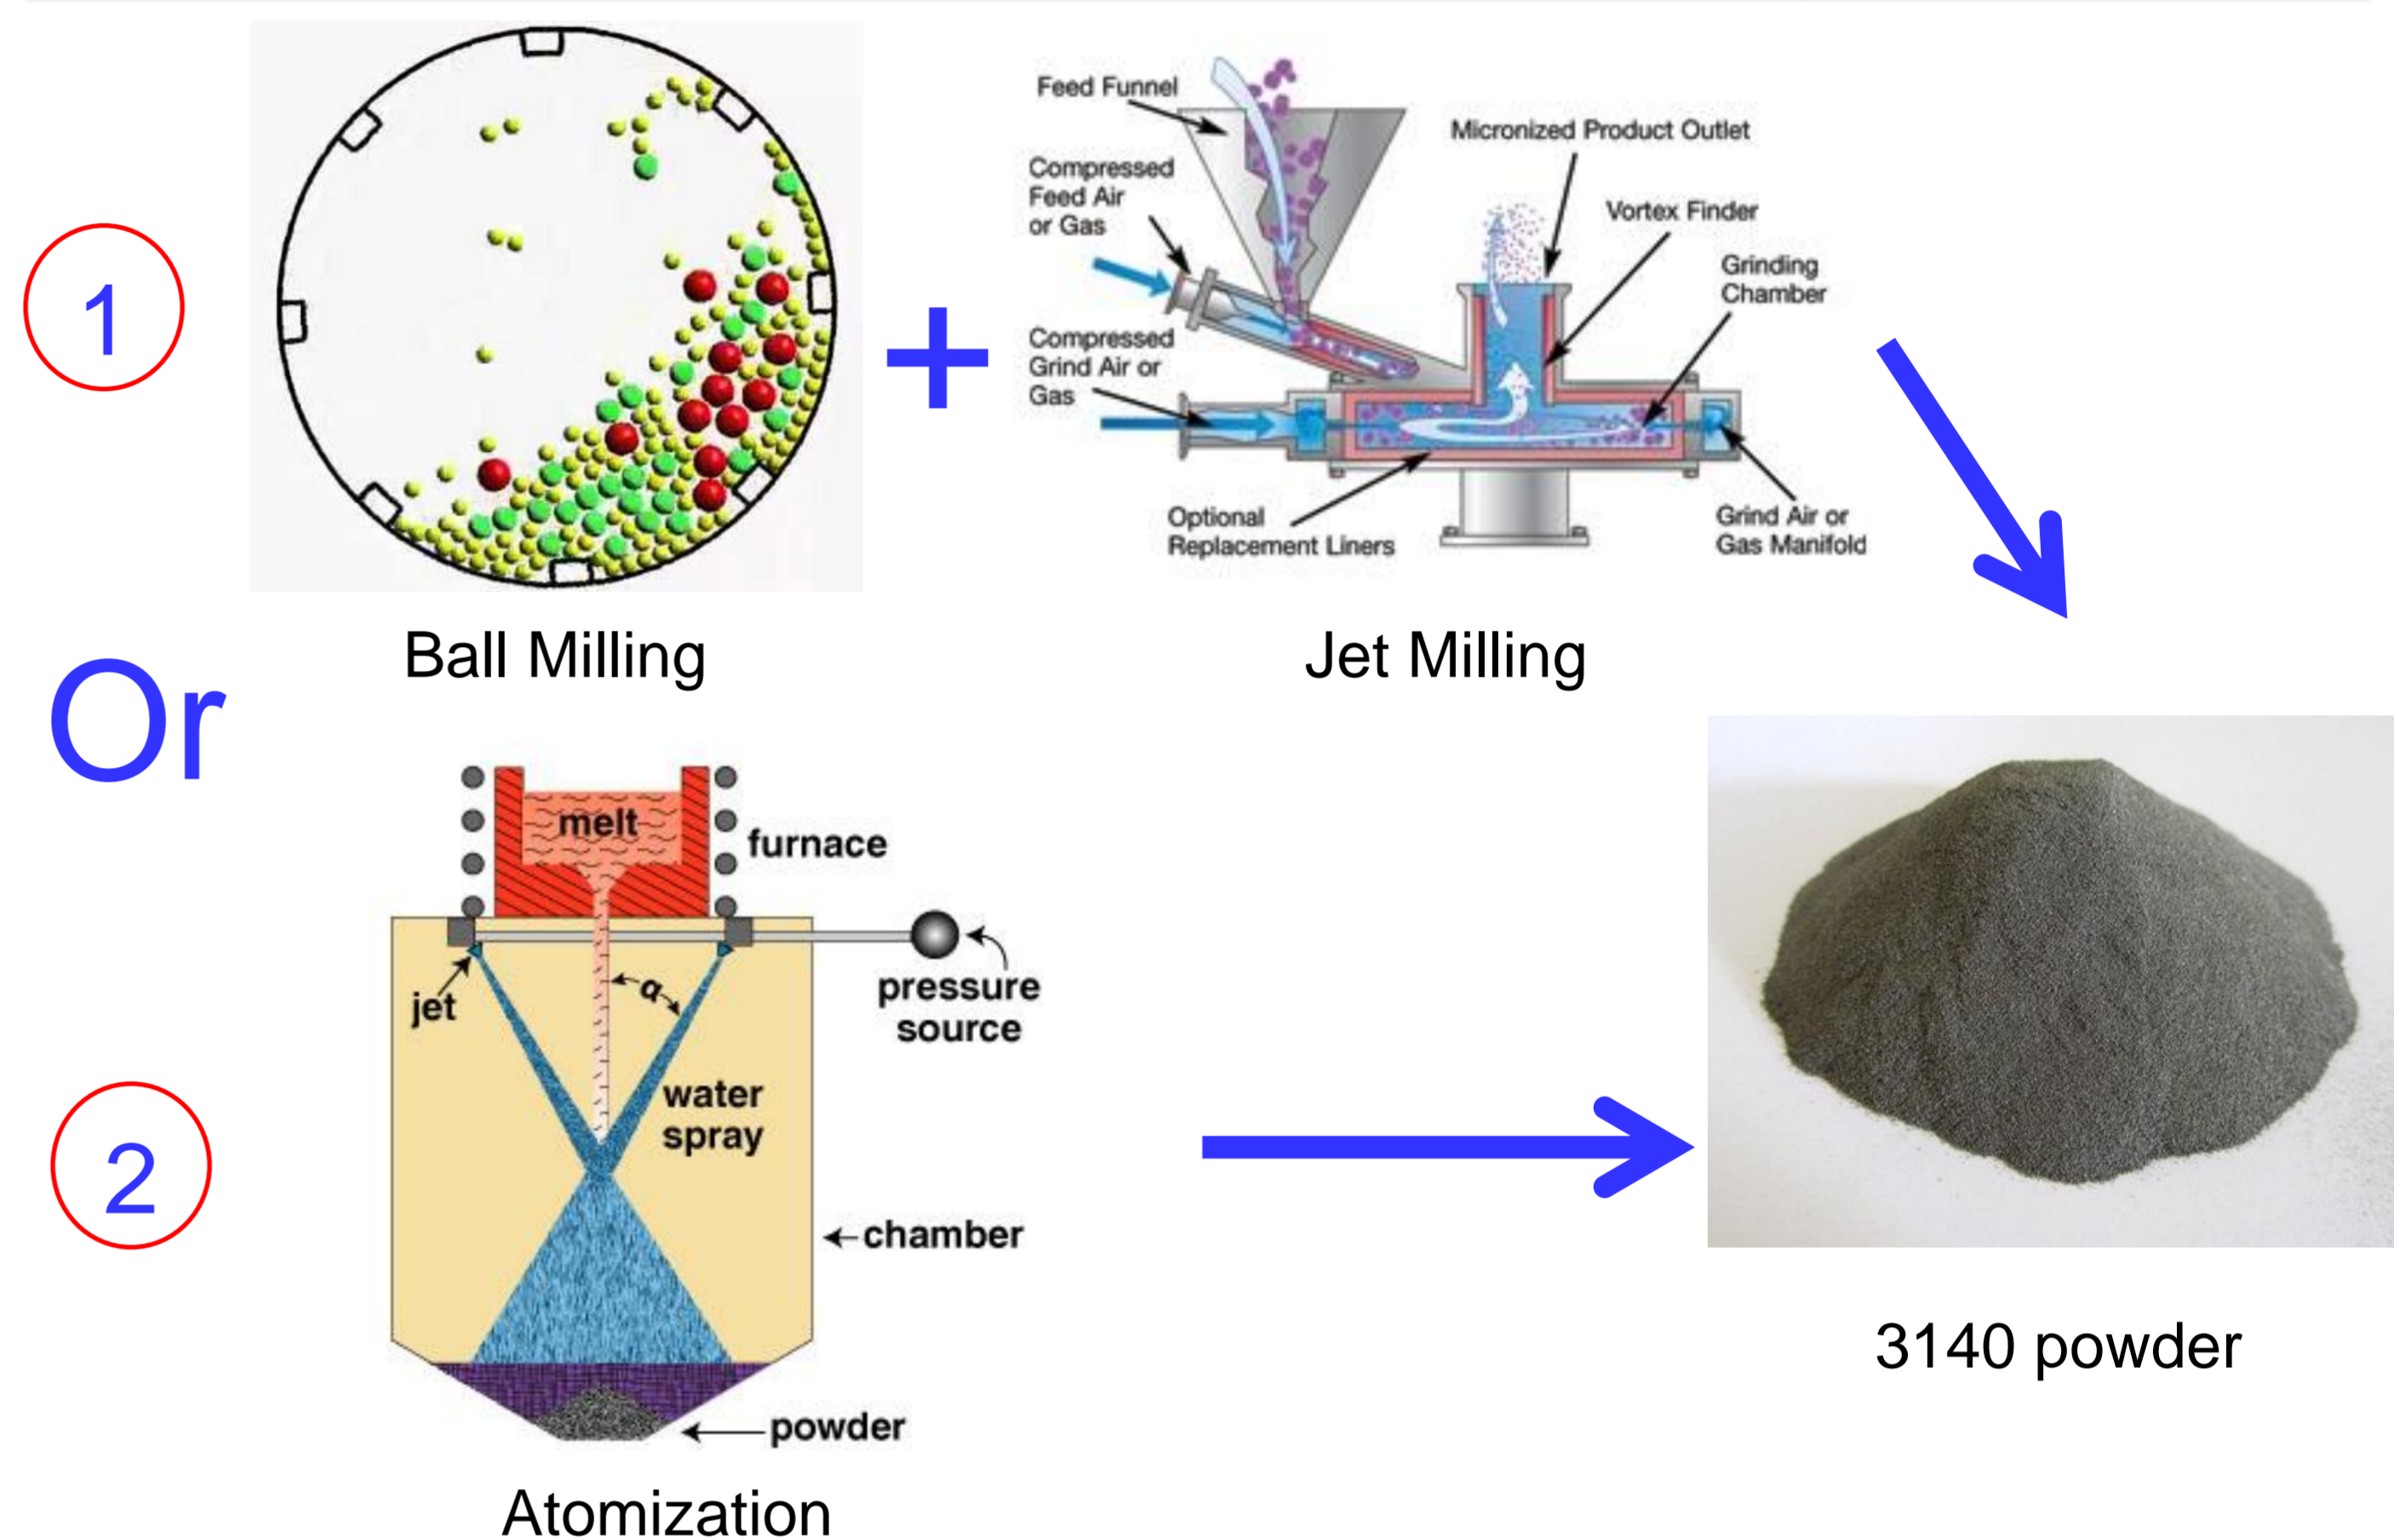 1
Feed Funnel
Compressed
Feed Air
or Gas
Compressed
Grind Air or
Gas
Micronized Product Outlet
Vortex Finder
Grinding
Chamber
Optional
Replacement Liners
Grind Air or
Gas Manifold
+
Ball Milling
Jet Milling
Or
melt
furnace
jet
α
pressure
source
water
spray
2
chamber
powder
Atomization
3140 powder